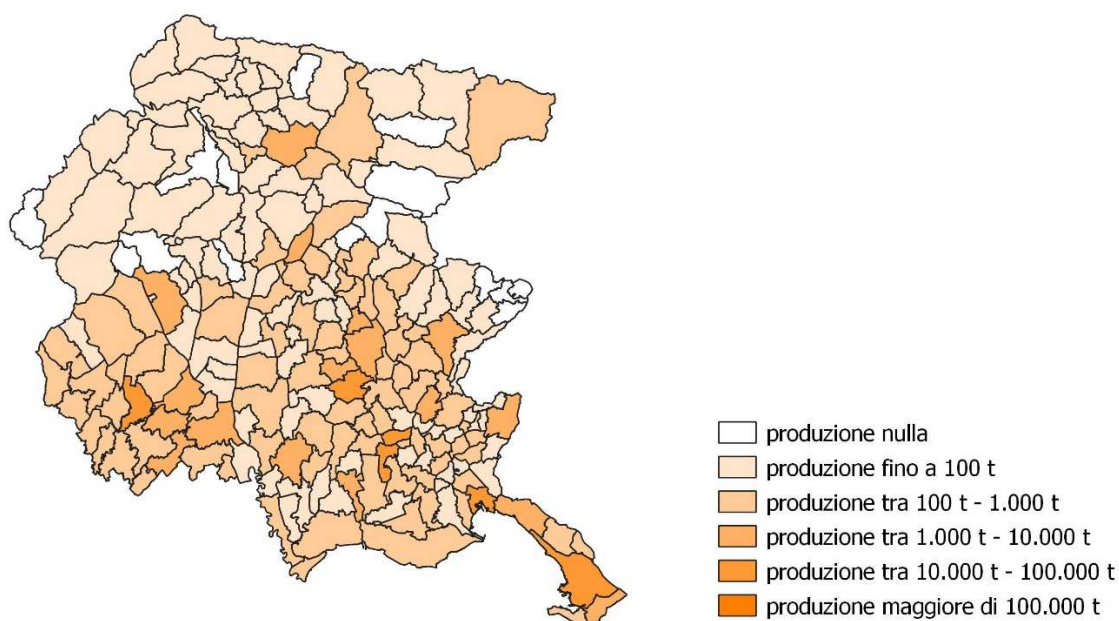 produzione nulla
produzione fino a 100 t
produzione tra 100 t - 1.000 t
produzione tra 1.000 t - 10.000 t
produzione tra 10.000 t - 100.000 t
produzione maggiore di 100.000 t